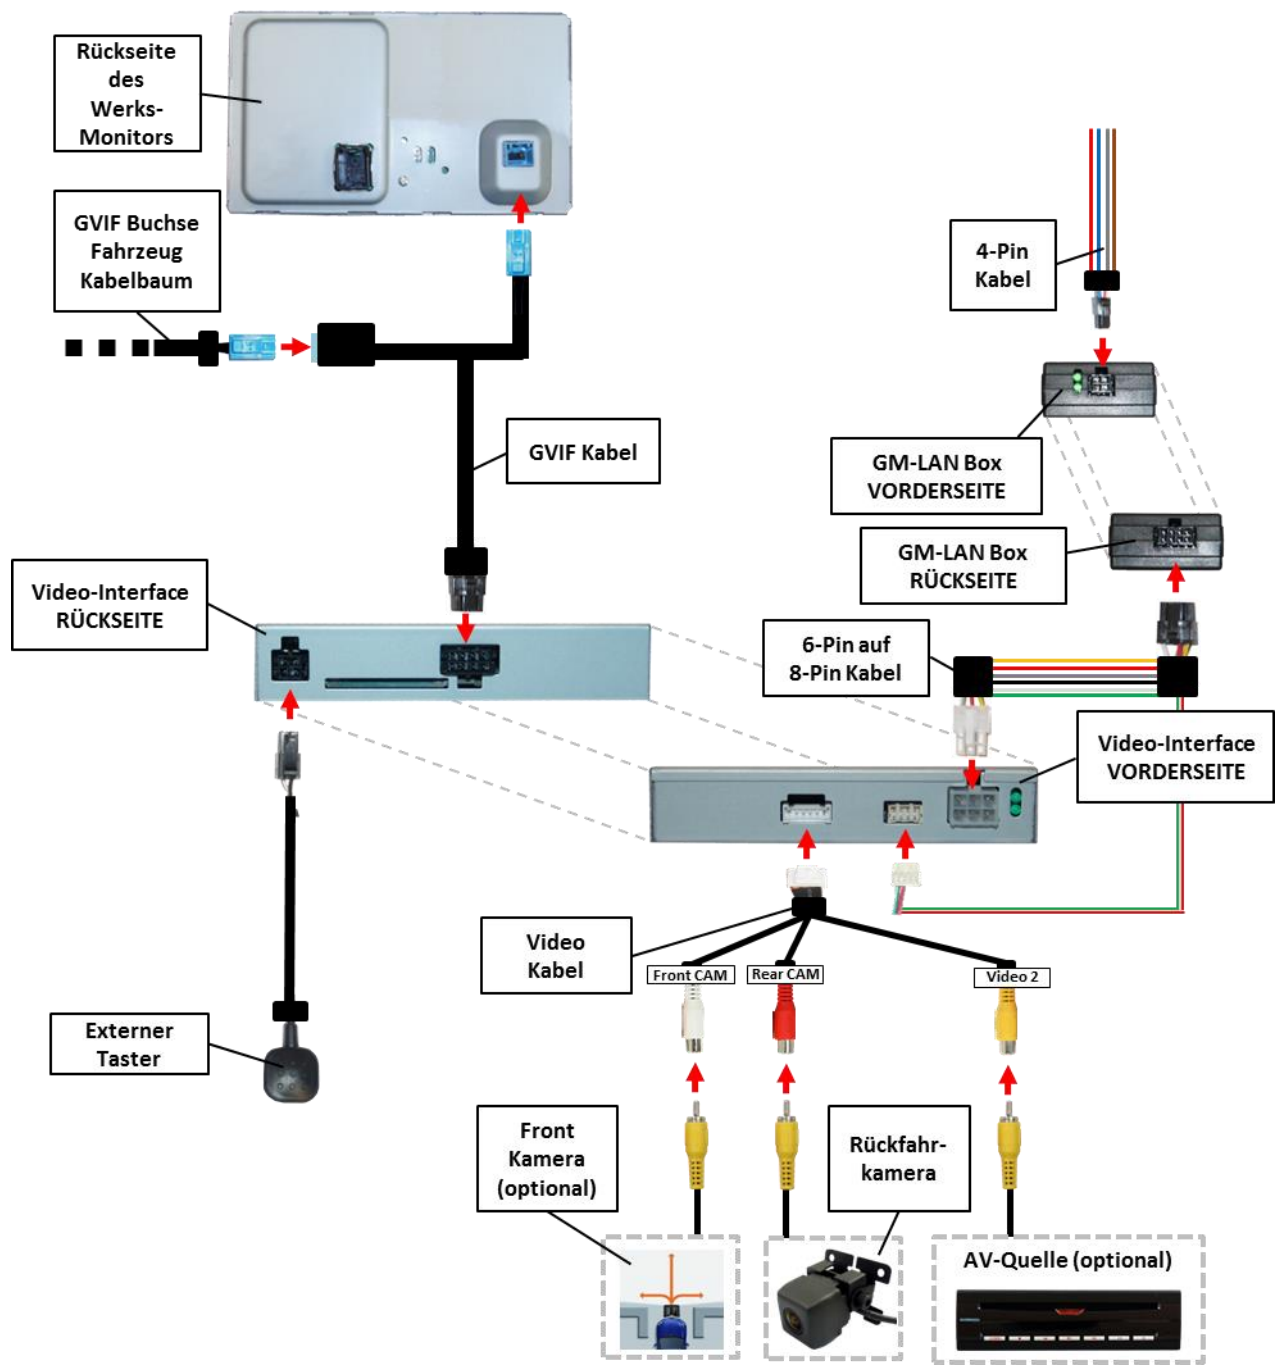 Rückseite
des
Werks-
Monitors
GVIF Buchse
Fahrzeug
Kabelbaum
4-Pin
Kabel
GVIF Kabel
GM-LAN Box
VORDERSEITE
GM-LAN Box
RÜCKSEITE
Video-Interface
RÜCKSEITE
6-Pin auf
8-Pin Kabel
Video-Interface
VORDERSEITE
Video
Kabel
Front CAM
Rear CAM
Video 2
Externer
Taster
Front
Kamera
(optional)
Rückfahr-
kamera
AV-Quelle (optional)